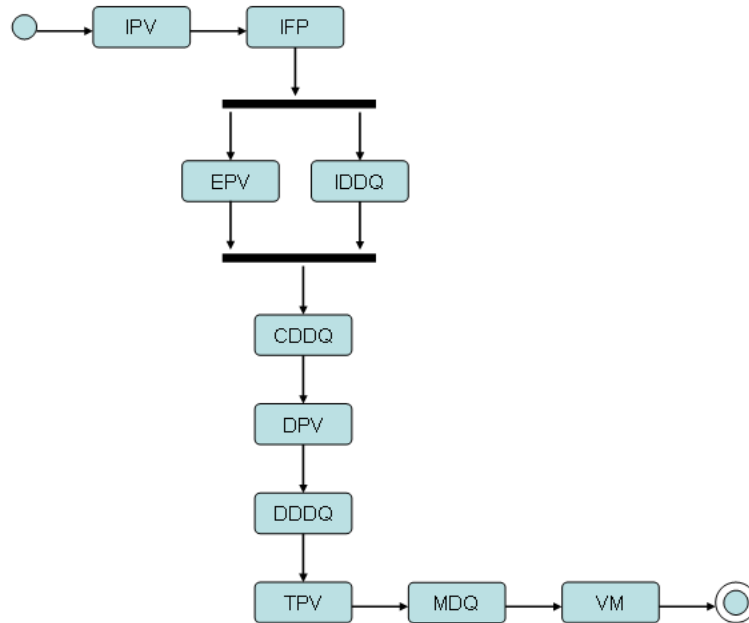 IPV
IFP
EPV
IDDQ
CDDQ
DPV
DDDQ
TPV
MDQ
VM